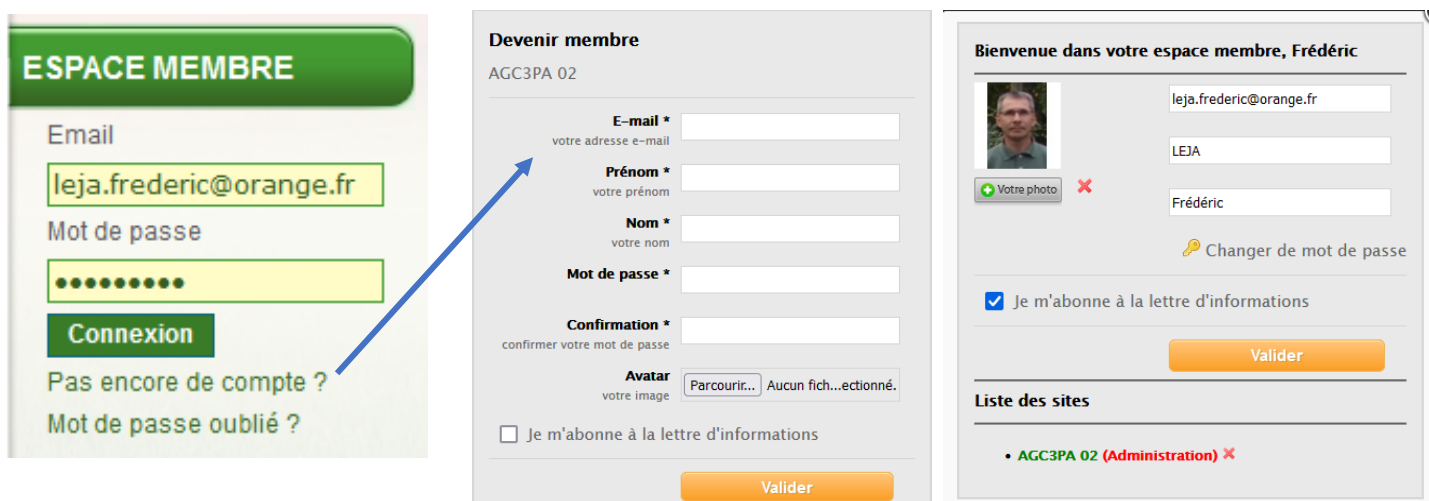 ESPACE MEMBRE
Email
leja.frederic@orange.fr
Mot de passe
•••••••••
Connexion
Pas encore de compte ?
Mot de passe oublié ?
Devenir membre
AGC3PA 02
E-mail *
votre adresse e-mail
Prénom *
votre prénom
Nom *
votre nom
Mot de passe *
Confirmation *
confirmer votre mot de passe
Avatar
votre image
Parcourir... Aucun fich...ectionné.
Je m'abonne à la lettre d'informations
Valider
Bienvenue dans votre espace membre, Frédéric
leja.frederic@orange.fr
LEJA
Votre photo
Frédéric
Changer de mot de passe
Je m'abonne à la lettre d'informations
Valider
Liste des sites
• AGC3PA 02 (Administration)